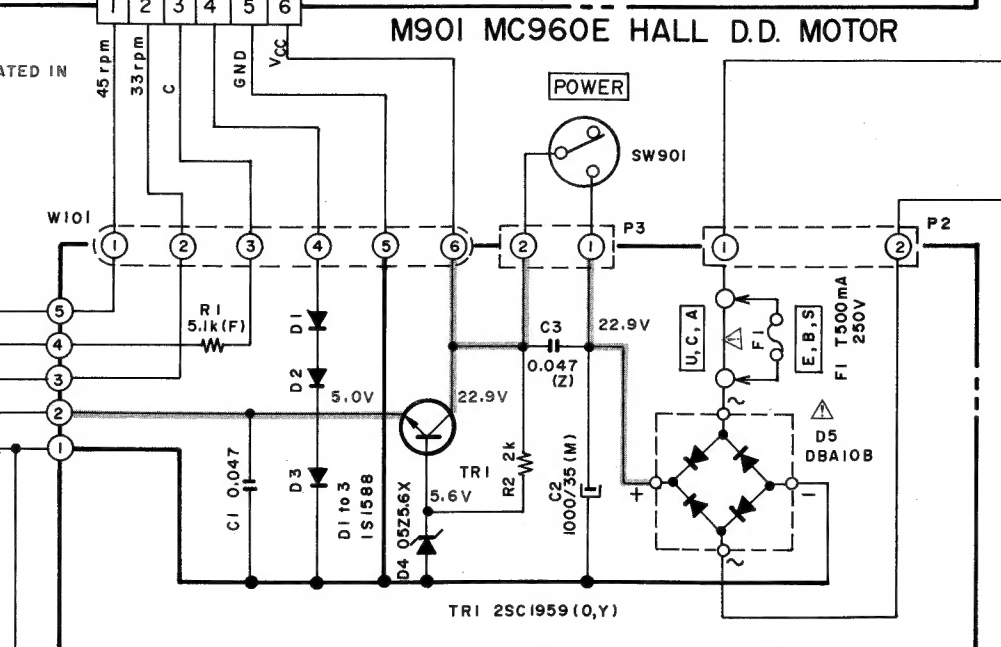 1 2 3 4 5 6
M901 MC960E HALL D.D. MOTOR
ATED IN
45rpm
33rpm
C
GND
VCC
POWER
SW901
W101
1 2 3 4 5 6
2 1
P3
1 2
P2
5
4
3
2
1
R1
5.1k(F)
D1
D2
D3
D1 to 3
1S1588
C1 0.047
5.0V
22.9V
TR1
5.6V
D4 05Z5.6X
R2 2k
C3
0.047
(Z)
22.9V
C2
1000/35(M)
U,C,A
F1
E,B,S
F1 T500mA
250V
~
D5
DBA10B
+
-
~
TR1 2SC1959(O,Y)